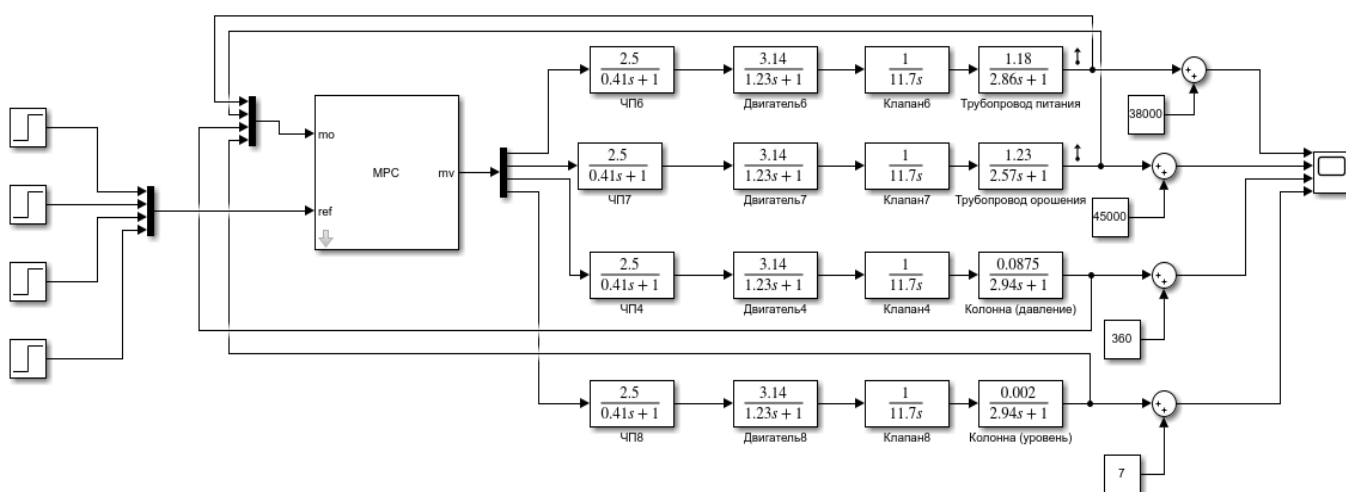 2.5
0.41s + 1
ЧП6
3.14
1.23s + 1
Двигатель6
1
11.7s
Клапан6
1.18
2.86s + 1
Трубопровод питания
38000
mo
MPC
mv
ref
2.5
0.41s + 1
ЧП7
3.14
1.23s + 1
Двигатель7
1
11.7s
Клапан7
1.23
2.57s + 1
Трубопровод орошения
45000
2.5
0.41s + 1
ЧП4
3.14
1.23s + 1
Двигатель4
1
11.7s
Клапан4
0.0875
2.94s + 1
Колонна (давление)
360
2.5
0.41s + 1
ЧП8
3.14
1.23s + 1
Двигатель8
1
11.7s
Клапан8
0.002
2.94s + 1
Колонна (уровень)
7